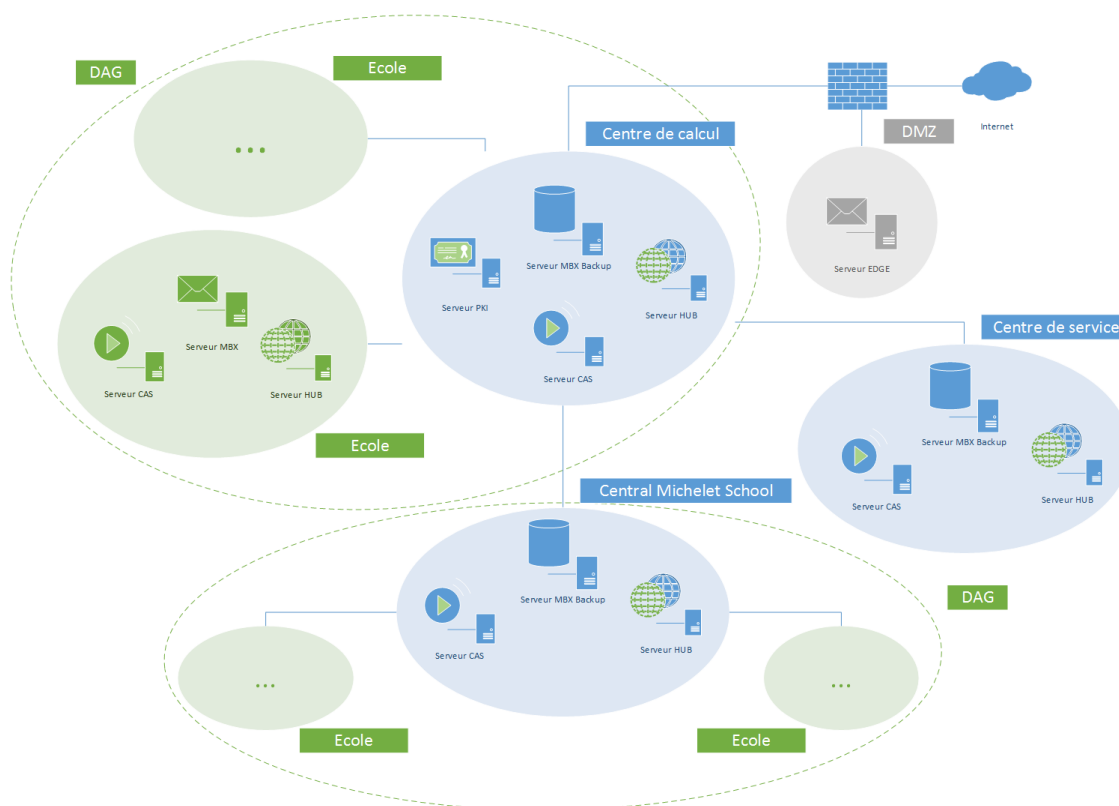 DAG
Ecole
...
Internet
DMZ
Centre de calcul
Serveur MBX Backup
Serveur EDGE
Serveur PKI
Serveur HUB
Serveur CAS
Serveur MBX
Serveur CAS
Serveur HUB
Ecole
Centre de service
Serveur MBX Backup
Serveur CAS
Serveur HUB
Central Michelet School
Serveur MBX Backup
Serveur CAS
Serveur HUB
DAG
...
Ecole
...
Ecole